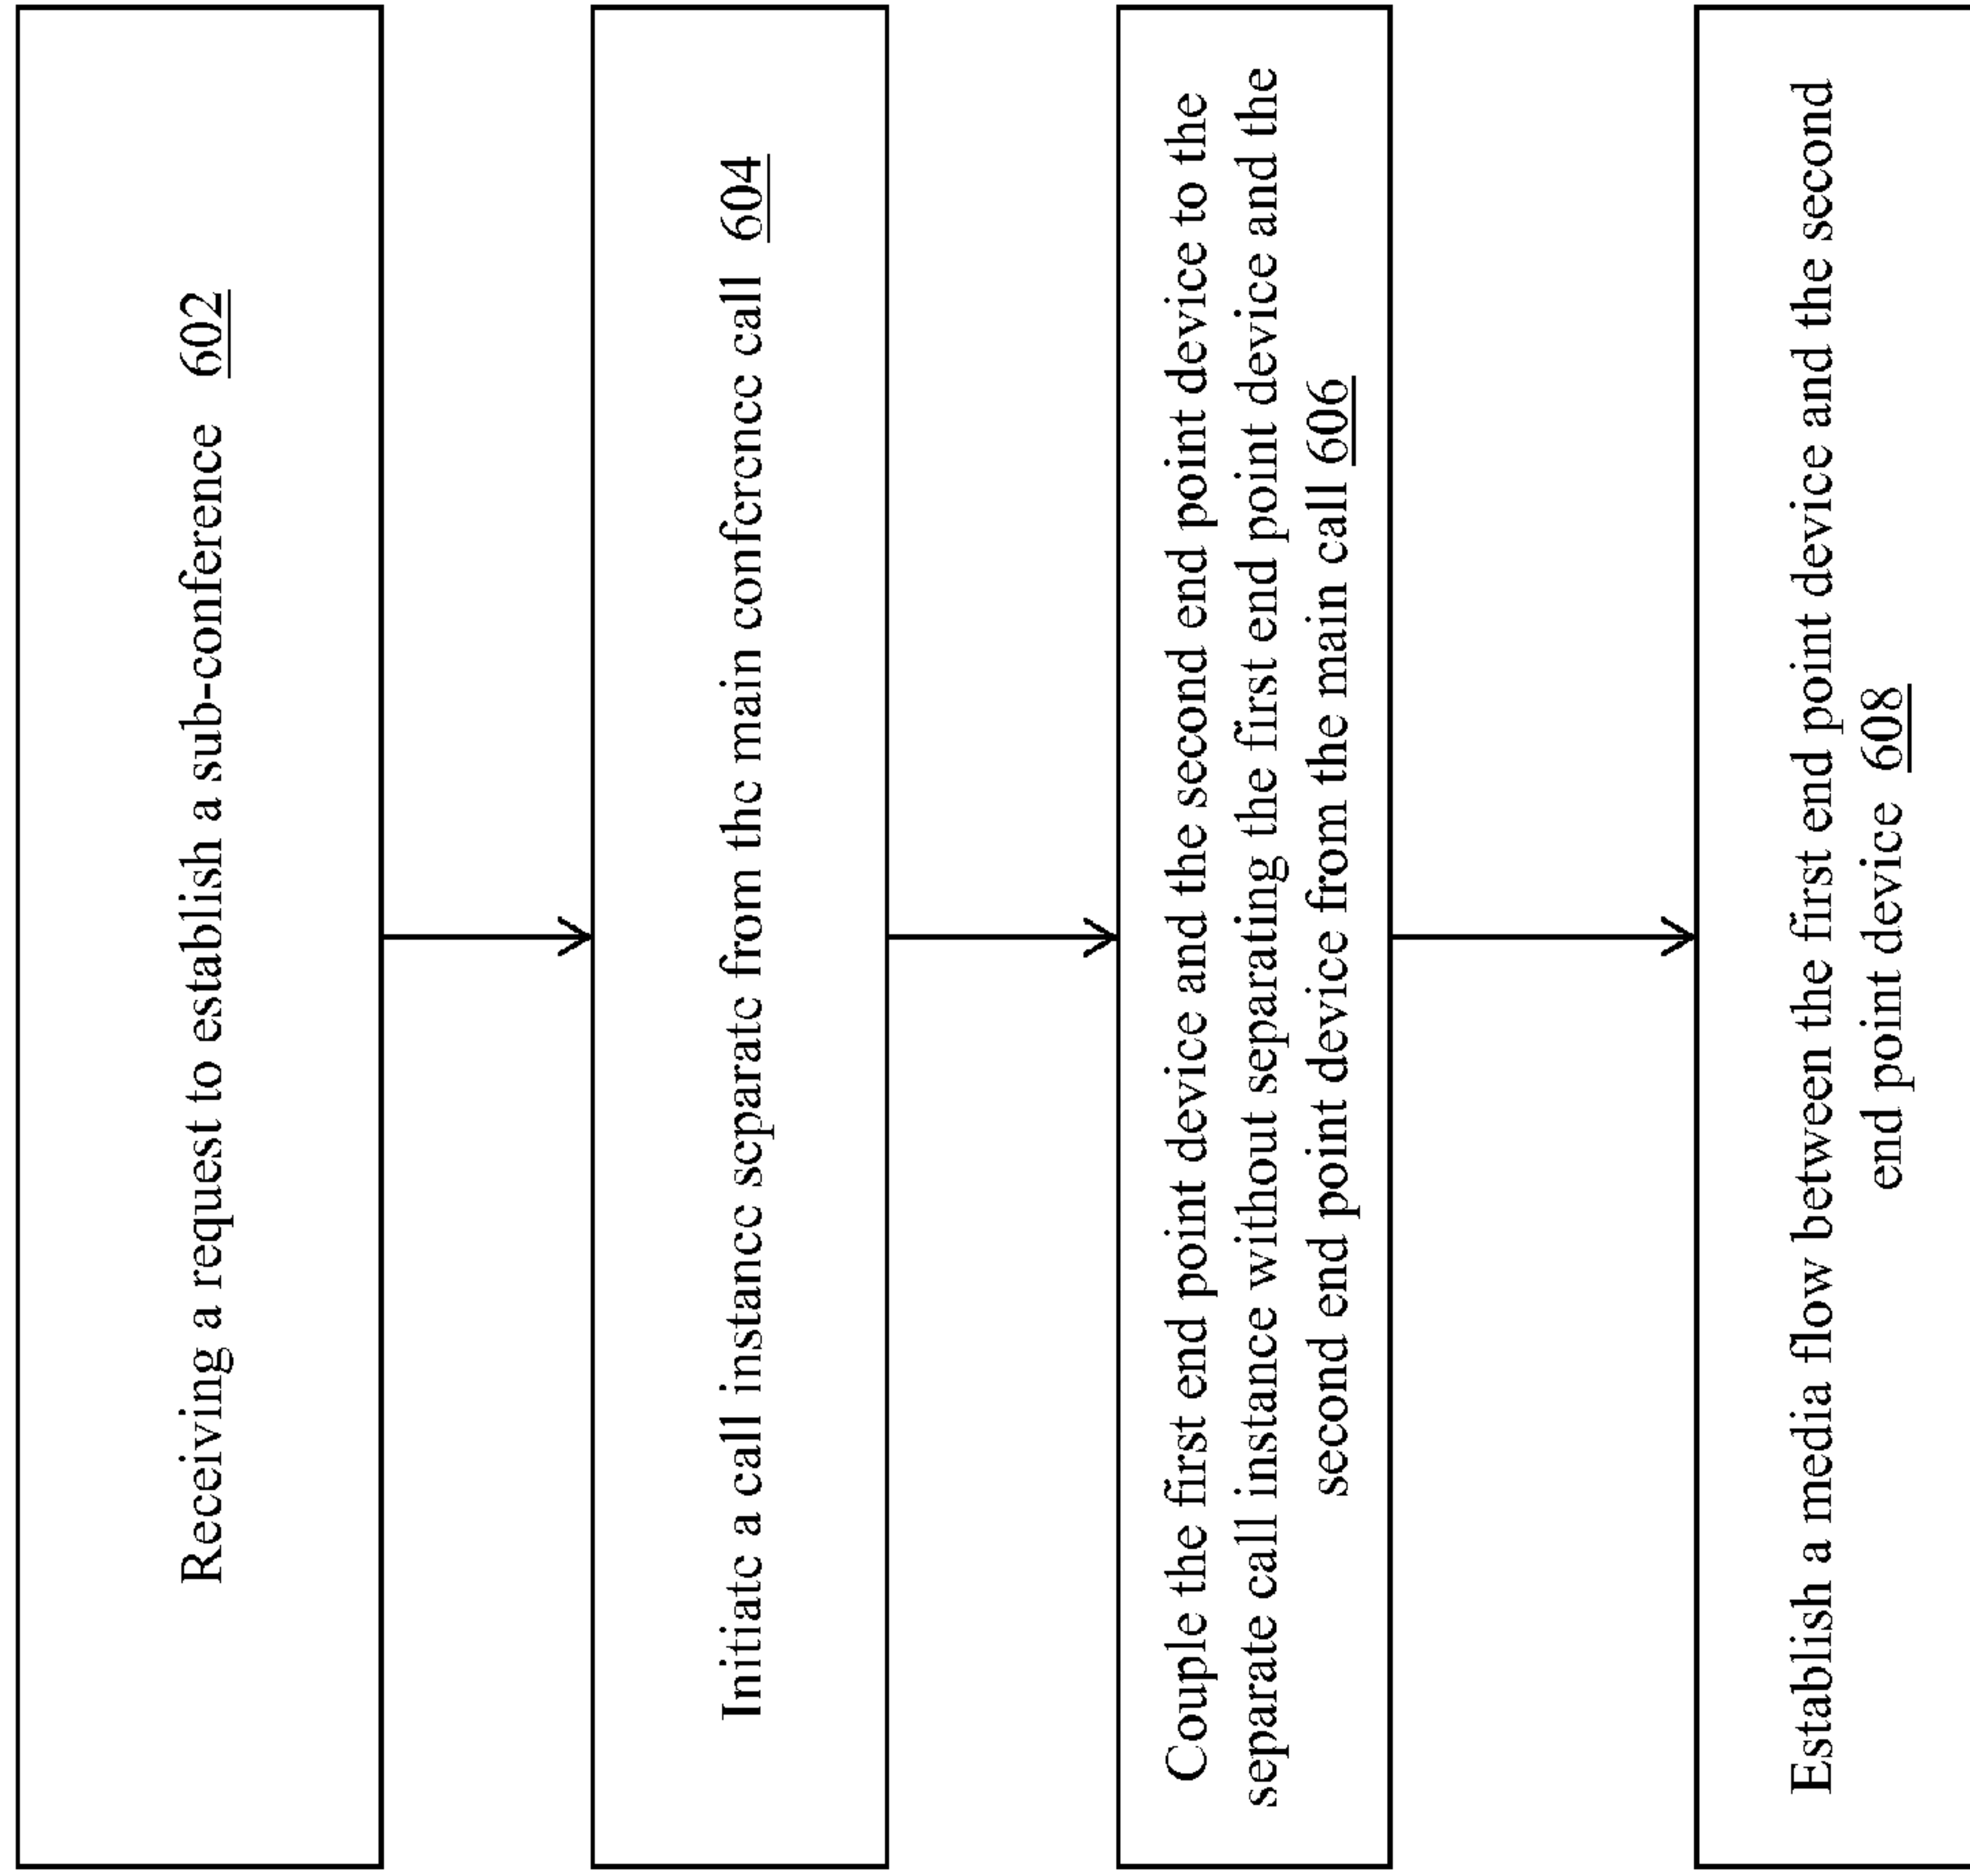 Receiving a request to establish a sub-conference 602
Initiate a call instance separate from the main conference call 604
Couple the first end point device and the second end point device to the
separate call instance without separating the first end point device and the
second end point device from the main call 606
Establish a media flow between the first end point device and the second
end point device 608